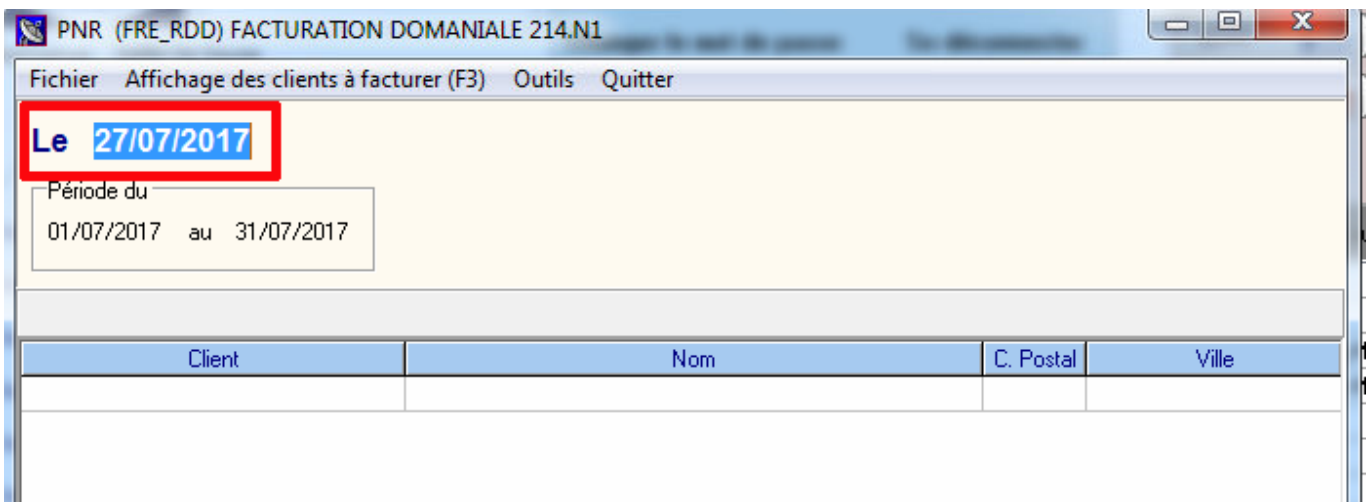 PNR (FRE_RDD) FACTURATION DOMANIALE 214.N1
Fichier Affichage des clients à facturer (F3) Outils Quitter
Le 27/07/2017
Période du
01/07/2017 au 31/07/2017
Client Nom C. Postal Ville